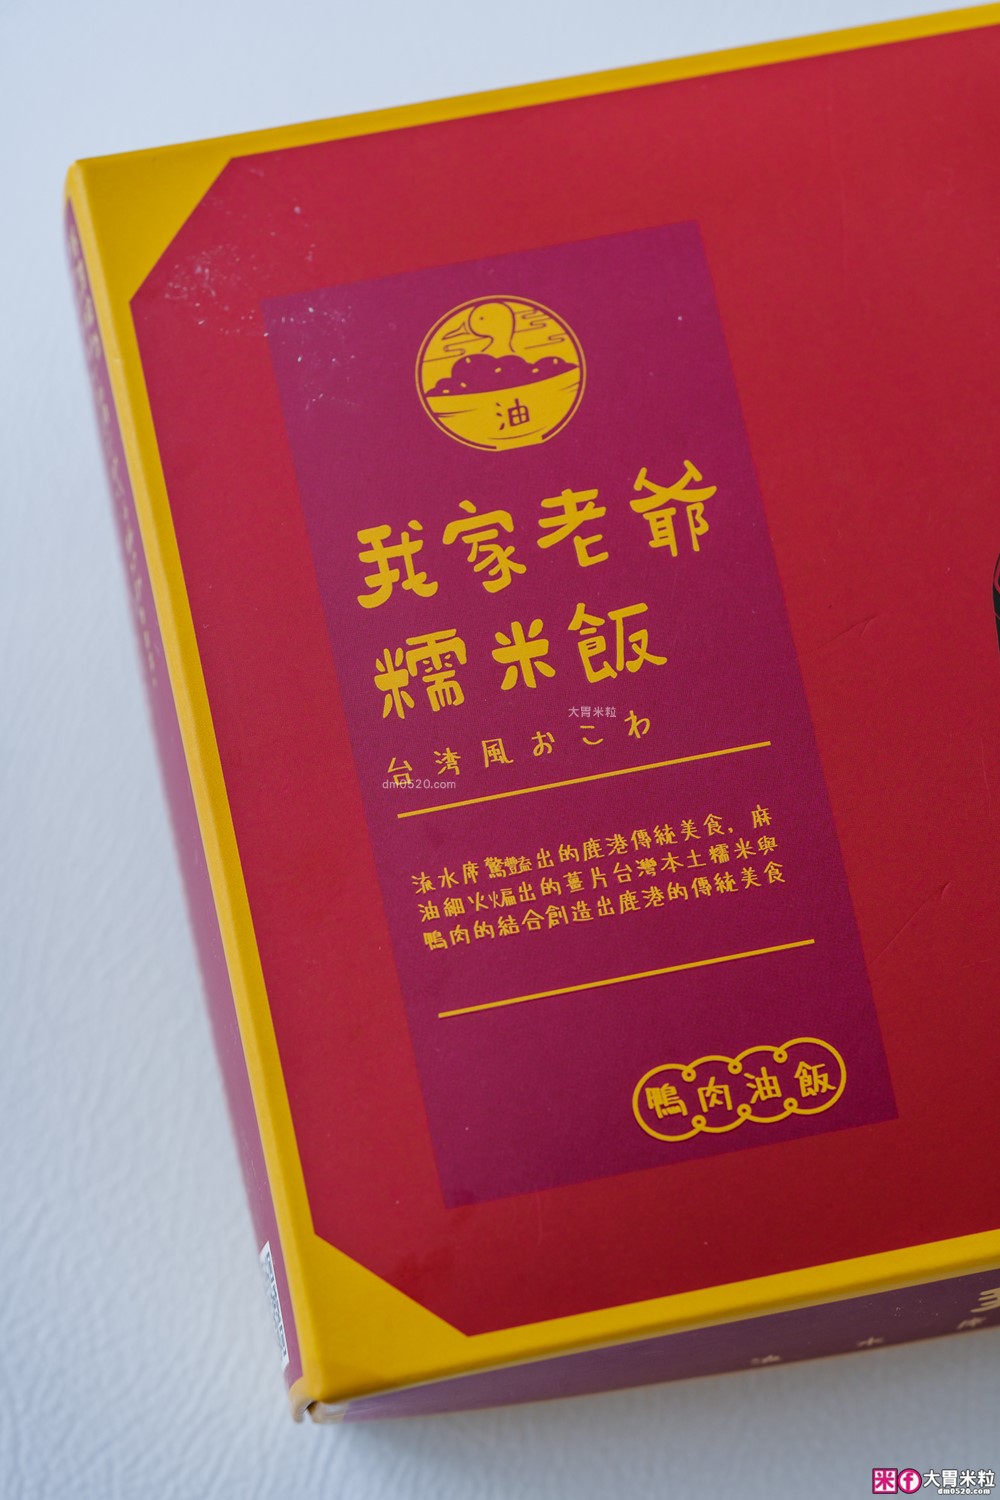 油
我家老爺
糯米飯
大胃米粒
台湾風おこわ
dm0520.com
流水席驚豔出的鹿港傳統美食，麻
油細火煸出的薑片台灣本土糯米與
鴨肉的結合創造出鹿港的傳統美食
鴨肉油飯
米 f 大胃米粒
dm0520.com